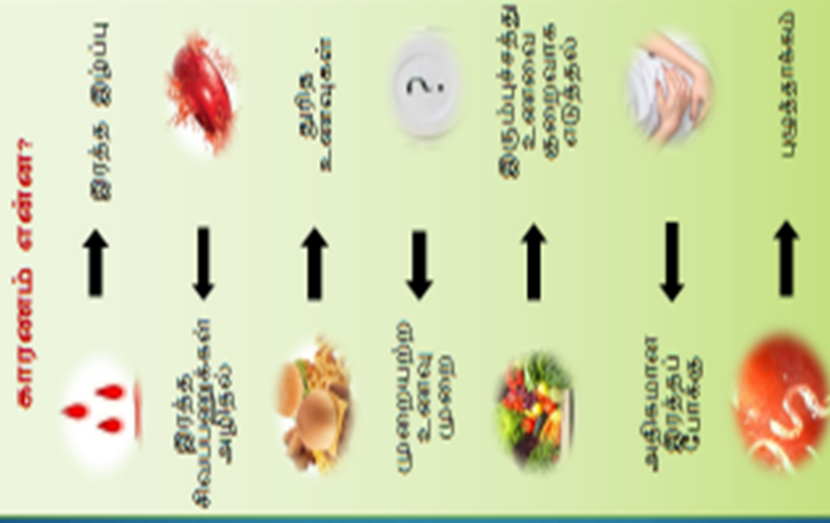 காரணம் என்ன?
இரத்த இழப்பு
இரத்த
சிவப்பணுக்கள்
அழிதல்
துரித
உணவுகள்
முறையற்ற
உணவு
முறை
?
இரும்புச்சத்து
உணவை
குறைவாக
எடுத்தல்
அதிகமான
இரத்தப்
போக்கு
புழுத்தாக்கம்